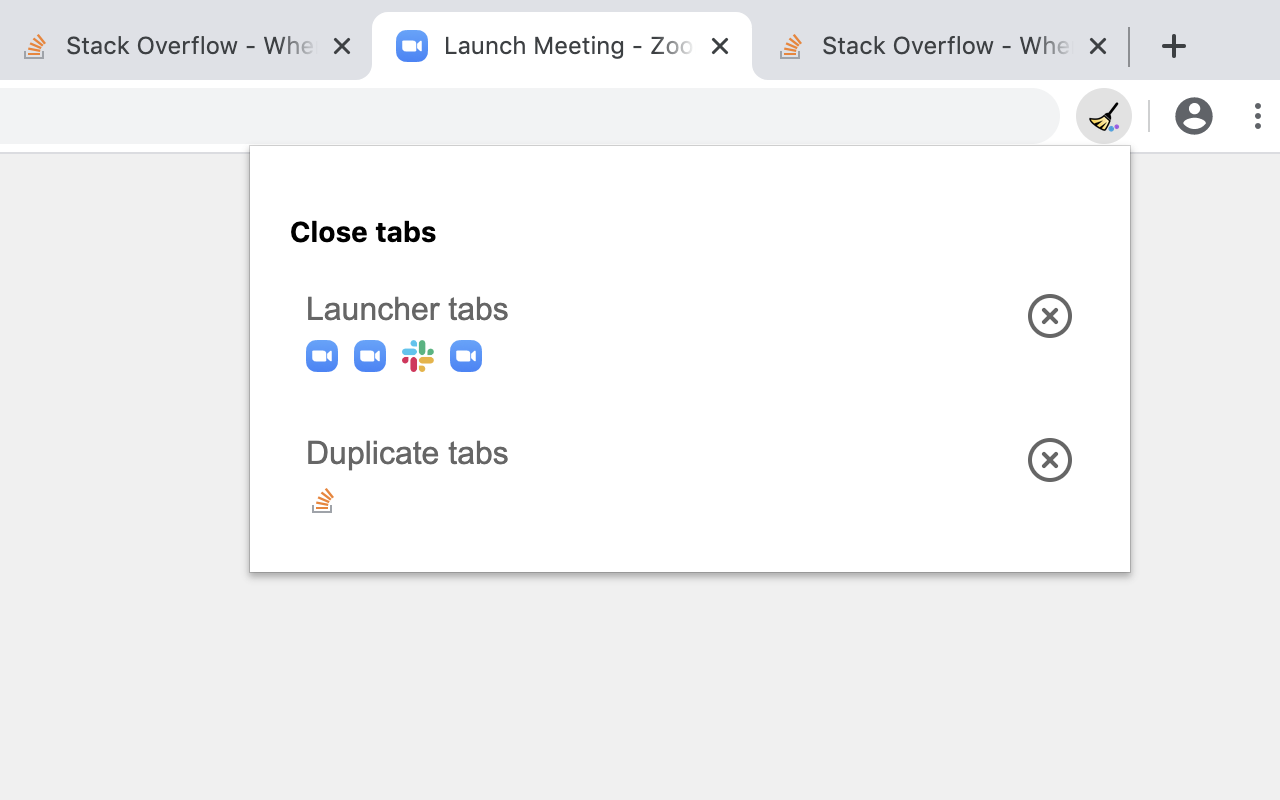 Stack Overflow - Whe
Launch Meeting - Zoo
Stack Overflow - Whe
Close tabs
Launcher tabs
Duplicate tabs